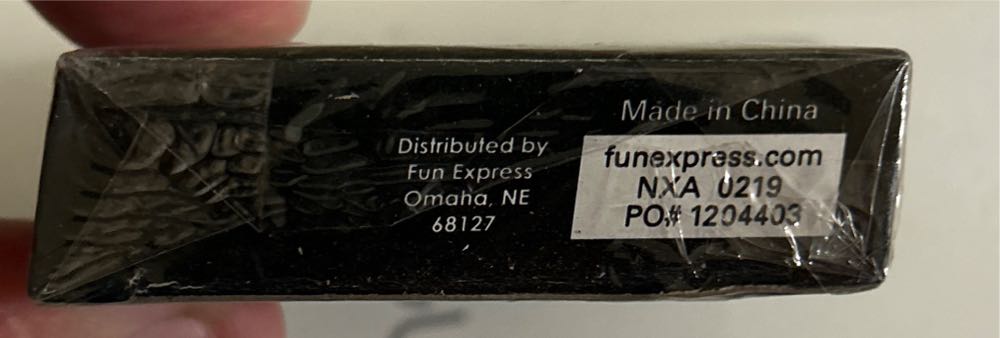 Distributed by
Fun Express
Omaha, NE
68127
Made in China
funexpress.com
NXA 0219
PO# 1204403